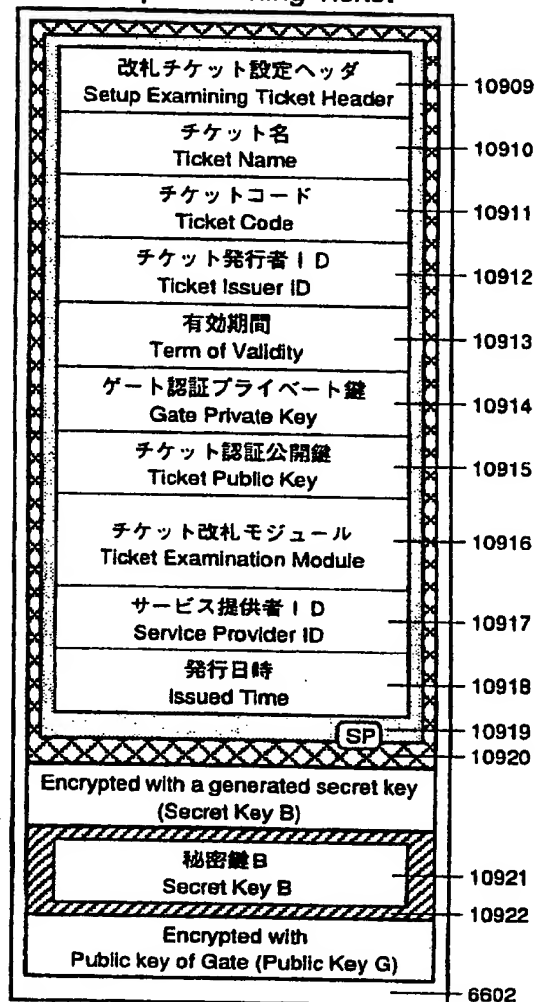 改札チケット設定ヘッダ
Setup Examining Ticket Header
10909
チケット名
Ticket Name
10910
チケットコード
Ticket Code
10911
チケット発行者ID
Ticket Issuer ID
10912
有効期間
Term of Validity
10913
ゲート認証プライベート鍵
Gate Private Key
10914
チケット認証公開鍵
Ticket Public Key
10915
チケット改札モジュール
Ticket Examination Module
10916
サービス提供者ID
Service Provider ID
10917
発行日時
Issued Time
10918
SP
10919
10920
Encrypted with a generated secret key
(Secret Key B)
秘密鍵B
Secret Key B
10921
10922
Encrypted with
Public key of Gate (Public Key G)
6602